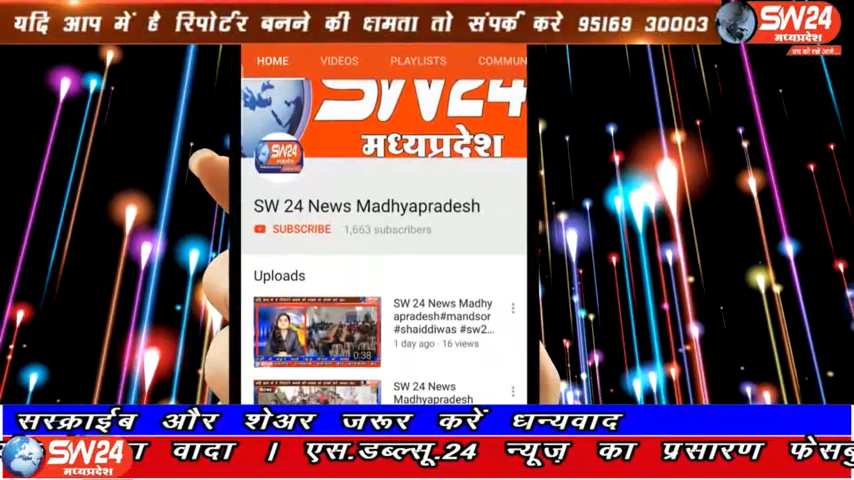 यदि आप में है रिपोर्टर बनने की क्षमता तो संपर्क करे 95169 30003
SW24
मध्यप्रदेश
HOME VIDEOS PLAYLISTS COMMUN
SW24
मध्यप्रदेश
SW24
SW 24 News Madhyapradesh
SUBSCRIBE 1,663 subscribers
Uploads
SW 24 News Madhy
apradesh#mandsor
#shaiddiwas #sw2...
1 day ago · 16 views
0:38
SW 24 News
Madhyapradesh
सस्क्राईब और शेअर जरूर करें धन्यवाद
वादा । एस.डब्ल्सू.24 न्यूज़ का प्रसारण फेसबु
SW24
मध्यप्रदेश